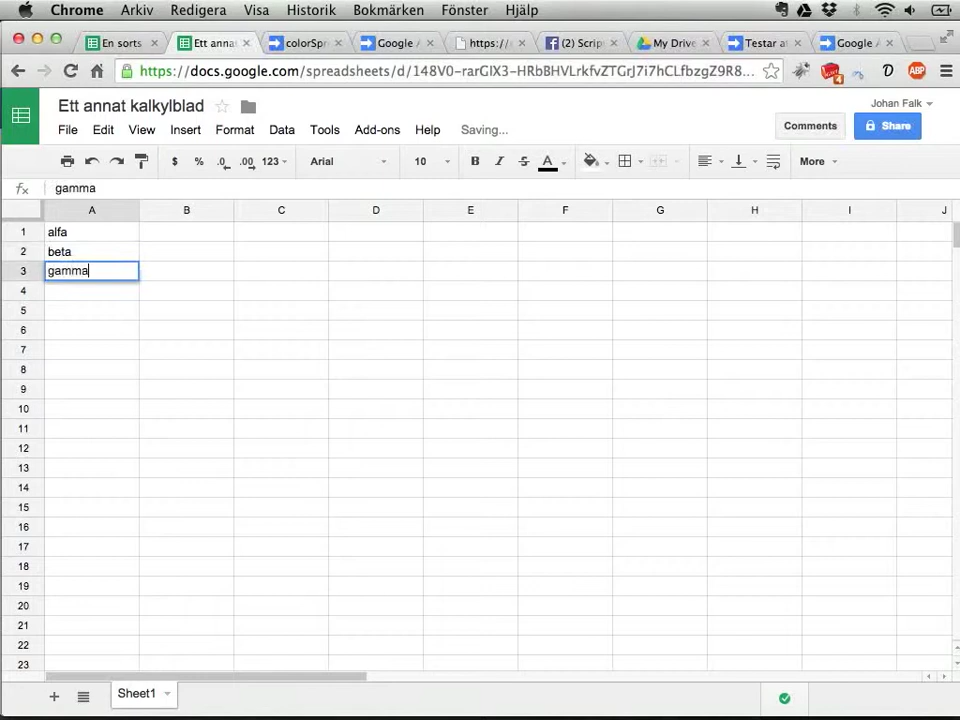 Chrome Arkiv Redigera Visa Historik Bokmärken Fönster Hjälp
En sorts Ett anna colorSpr Google / https:// (2) Scrip My Drive Testar at Google A
https://docs.google.com/spreadsheets/d/148V0-rarGIX3-HRbBHVLrkfvZTGrJ7i7hCLfbzgZ9R8...
Ett annat kalkylblad
Johan Falk
File Edit View Insert Format Data Tools Add-ons Help Saving...
Comments Share
$ % .0 .00 123 Arial 10 B I S A More
fx gamma
A B C D E F G H I J
1 alfa
2 beta
3 gamma
4
5
6
7
8
9
10
11
12
13
14
15
16
17
18
19
20
21
22
23
Sheet1